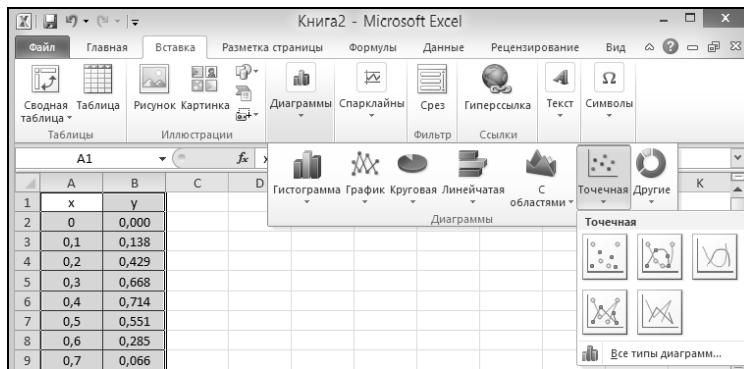 Книга2 - Microsoft Excel
Файл Главная Вставка Разметка страницы Формулы Данные Рецензирование Вид
Сводная таблица Таблица Рисунок Картинка Диаграммы Спарклайны Срез Гиперссылка Текст Символы
Таблицы Иллюстрации Фильтр Ссылки
A1 fx x
Гистограмма График Круговая Линейчатая С областями Точечная Другие
Диаграммы
Точечная
Все типы диаграмм...
A B C D K
1 x y
2 0 0,000
3 0,1 0,138
4 0,2 0,429
5 0,3 0,668
6 0,4 0,714
7 0,5 0,551
8 0,6 0,285
9 0,7 0,066